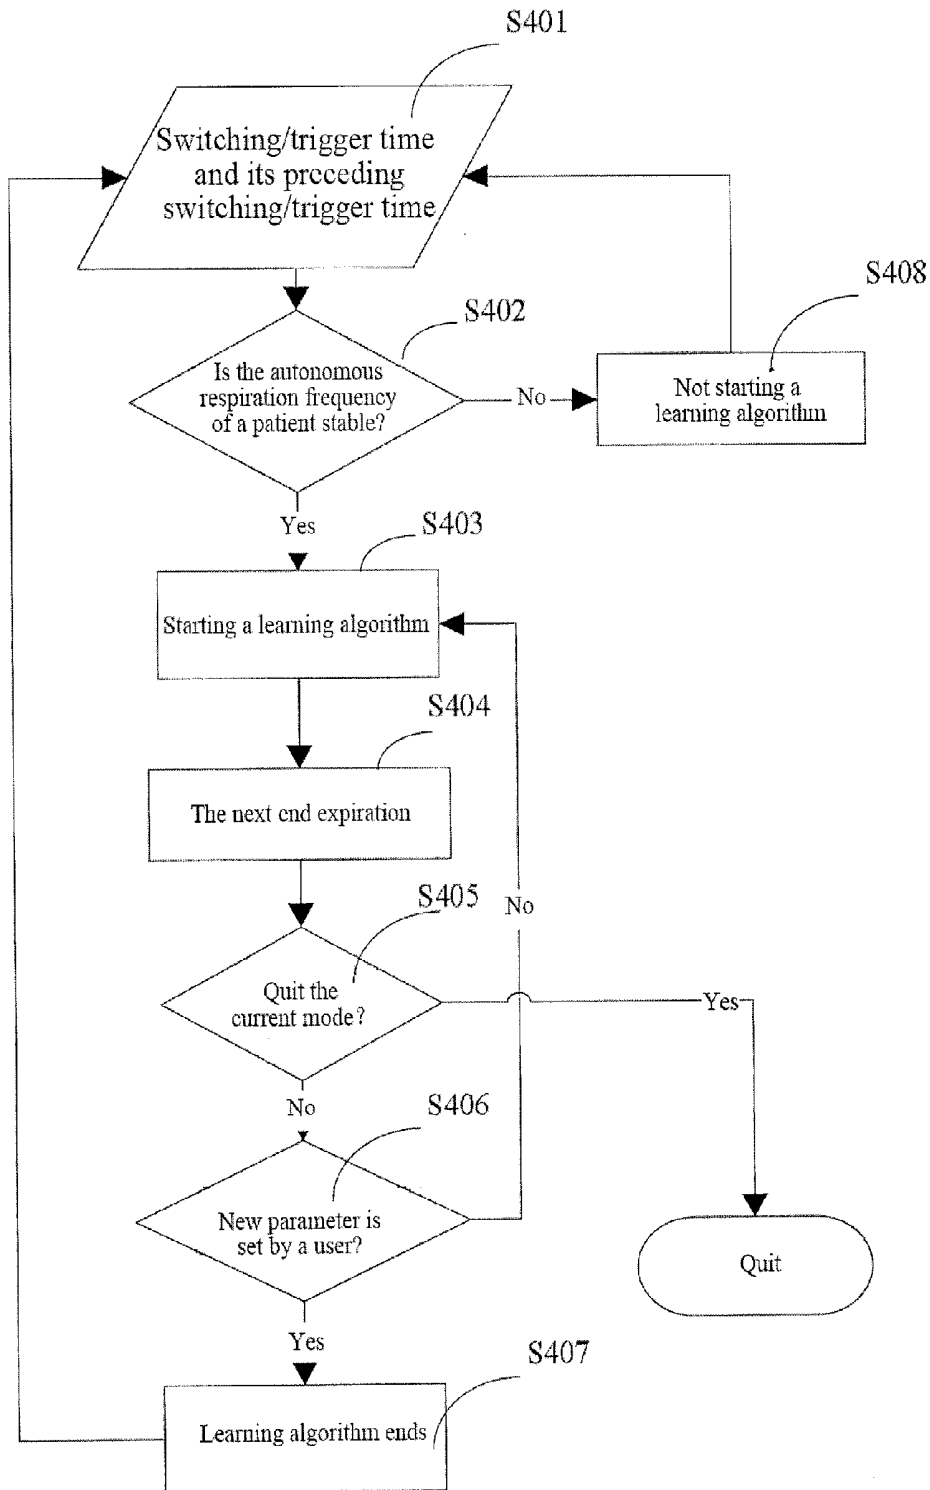 S401
Switching/trigger time
and its preceding
switching/trigger time
S408
S402
Is the autonomous
respiration frequency
of a patient stable?
No
Not starting a
learning algorithm
Yes
S403
Starting a learning algorithm
S404
The next end expiration
S405
No
Quit the
current mode?
Yes
No
S406
New parameter is
set by a user?
Quit
Yes
S407
Learning algorithm ends